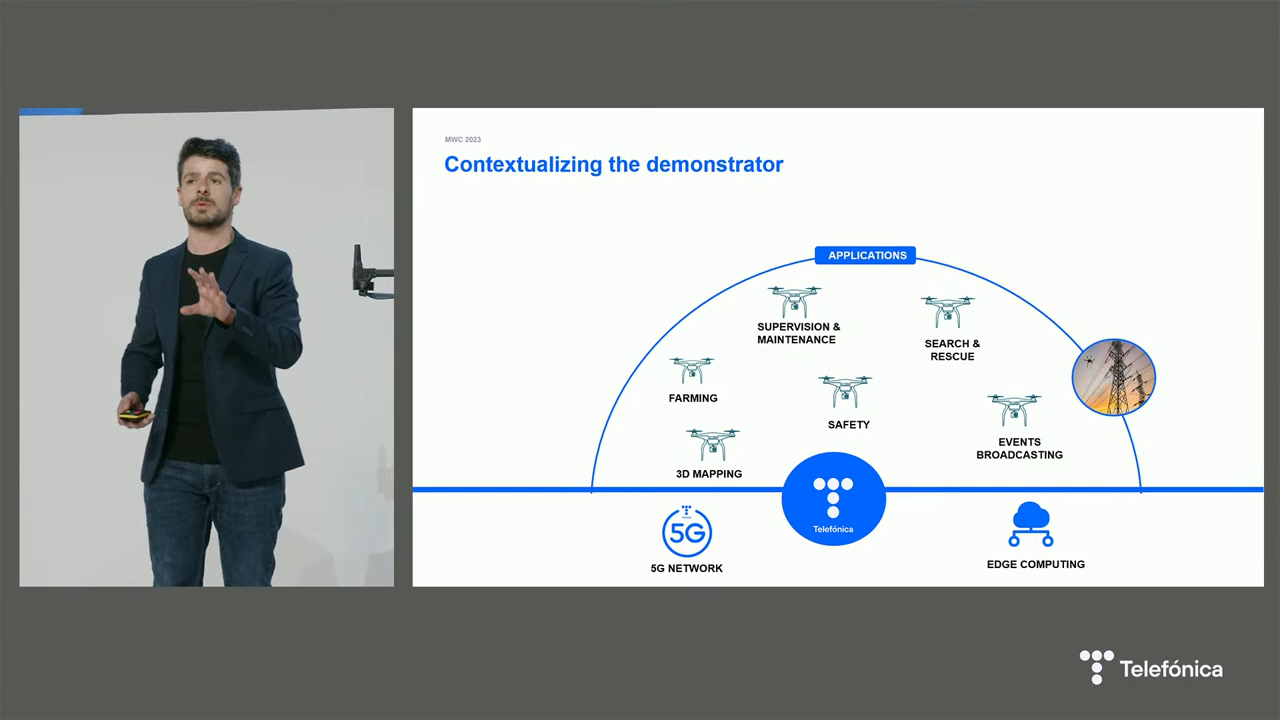 MWC 2023
Contextualizing the demonstrator
APPLICATIONS
SUPERVISION &
MAINTENANCE
SEARCH &
RESCUE
FARMING
SAFETY
EVENTS
BROADCASTING
3D MAPPING
Telefónica
5G
5G NETWORK
EDGE COMPUTING
Telefónica